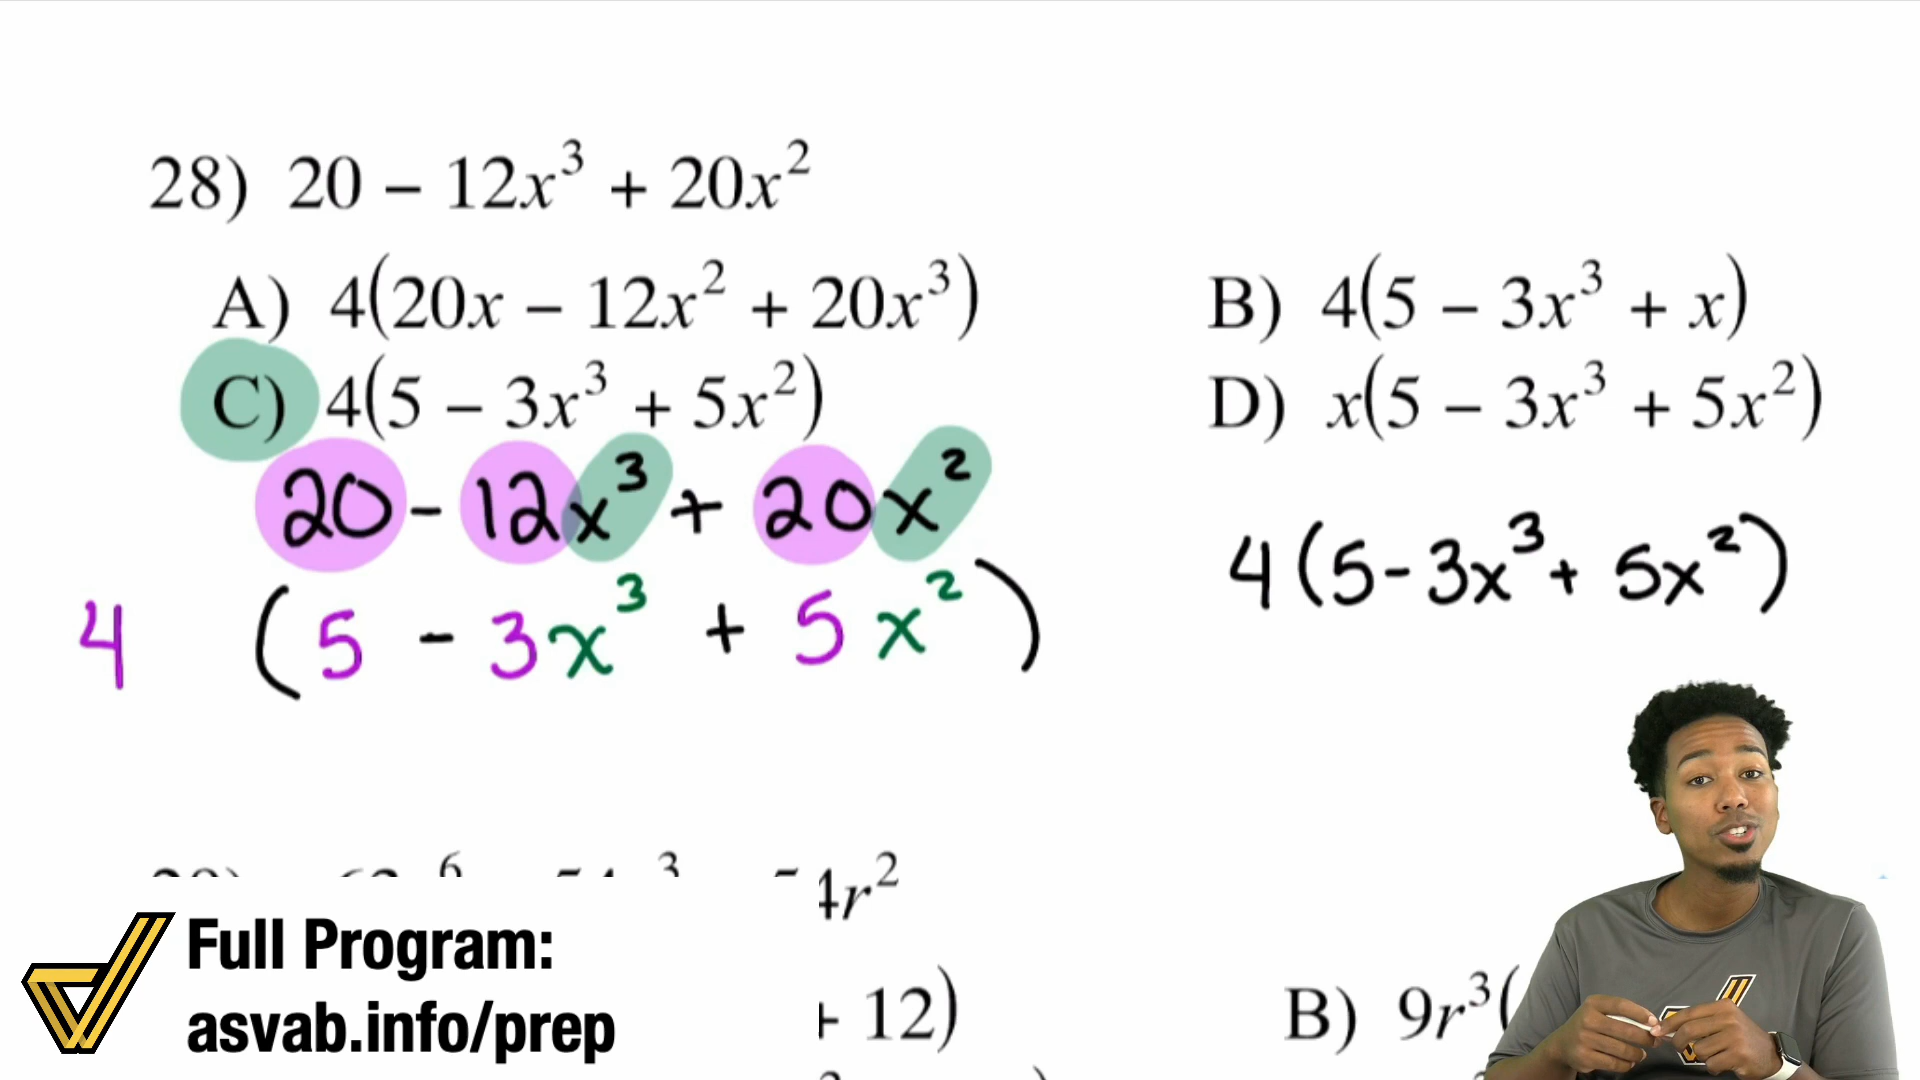 28) 20 − 12x³ + 20x²
A) 4(20x − 12x² + 20x³)
B) 4(5 − 3x³ + x)
C) 4(5 − 3x³ + 5x²)
D) x(5 − 3x³ + 5x²)
20 - 12x³ + 20x²
4(5 - 3x³ + 5x²)
4 (5 - 3x³ + 5x²)
4r²
Full Program:
asvab.info/prep
+ 12)
B) 9r³(